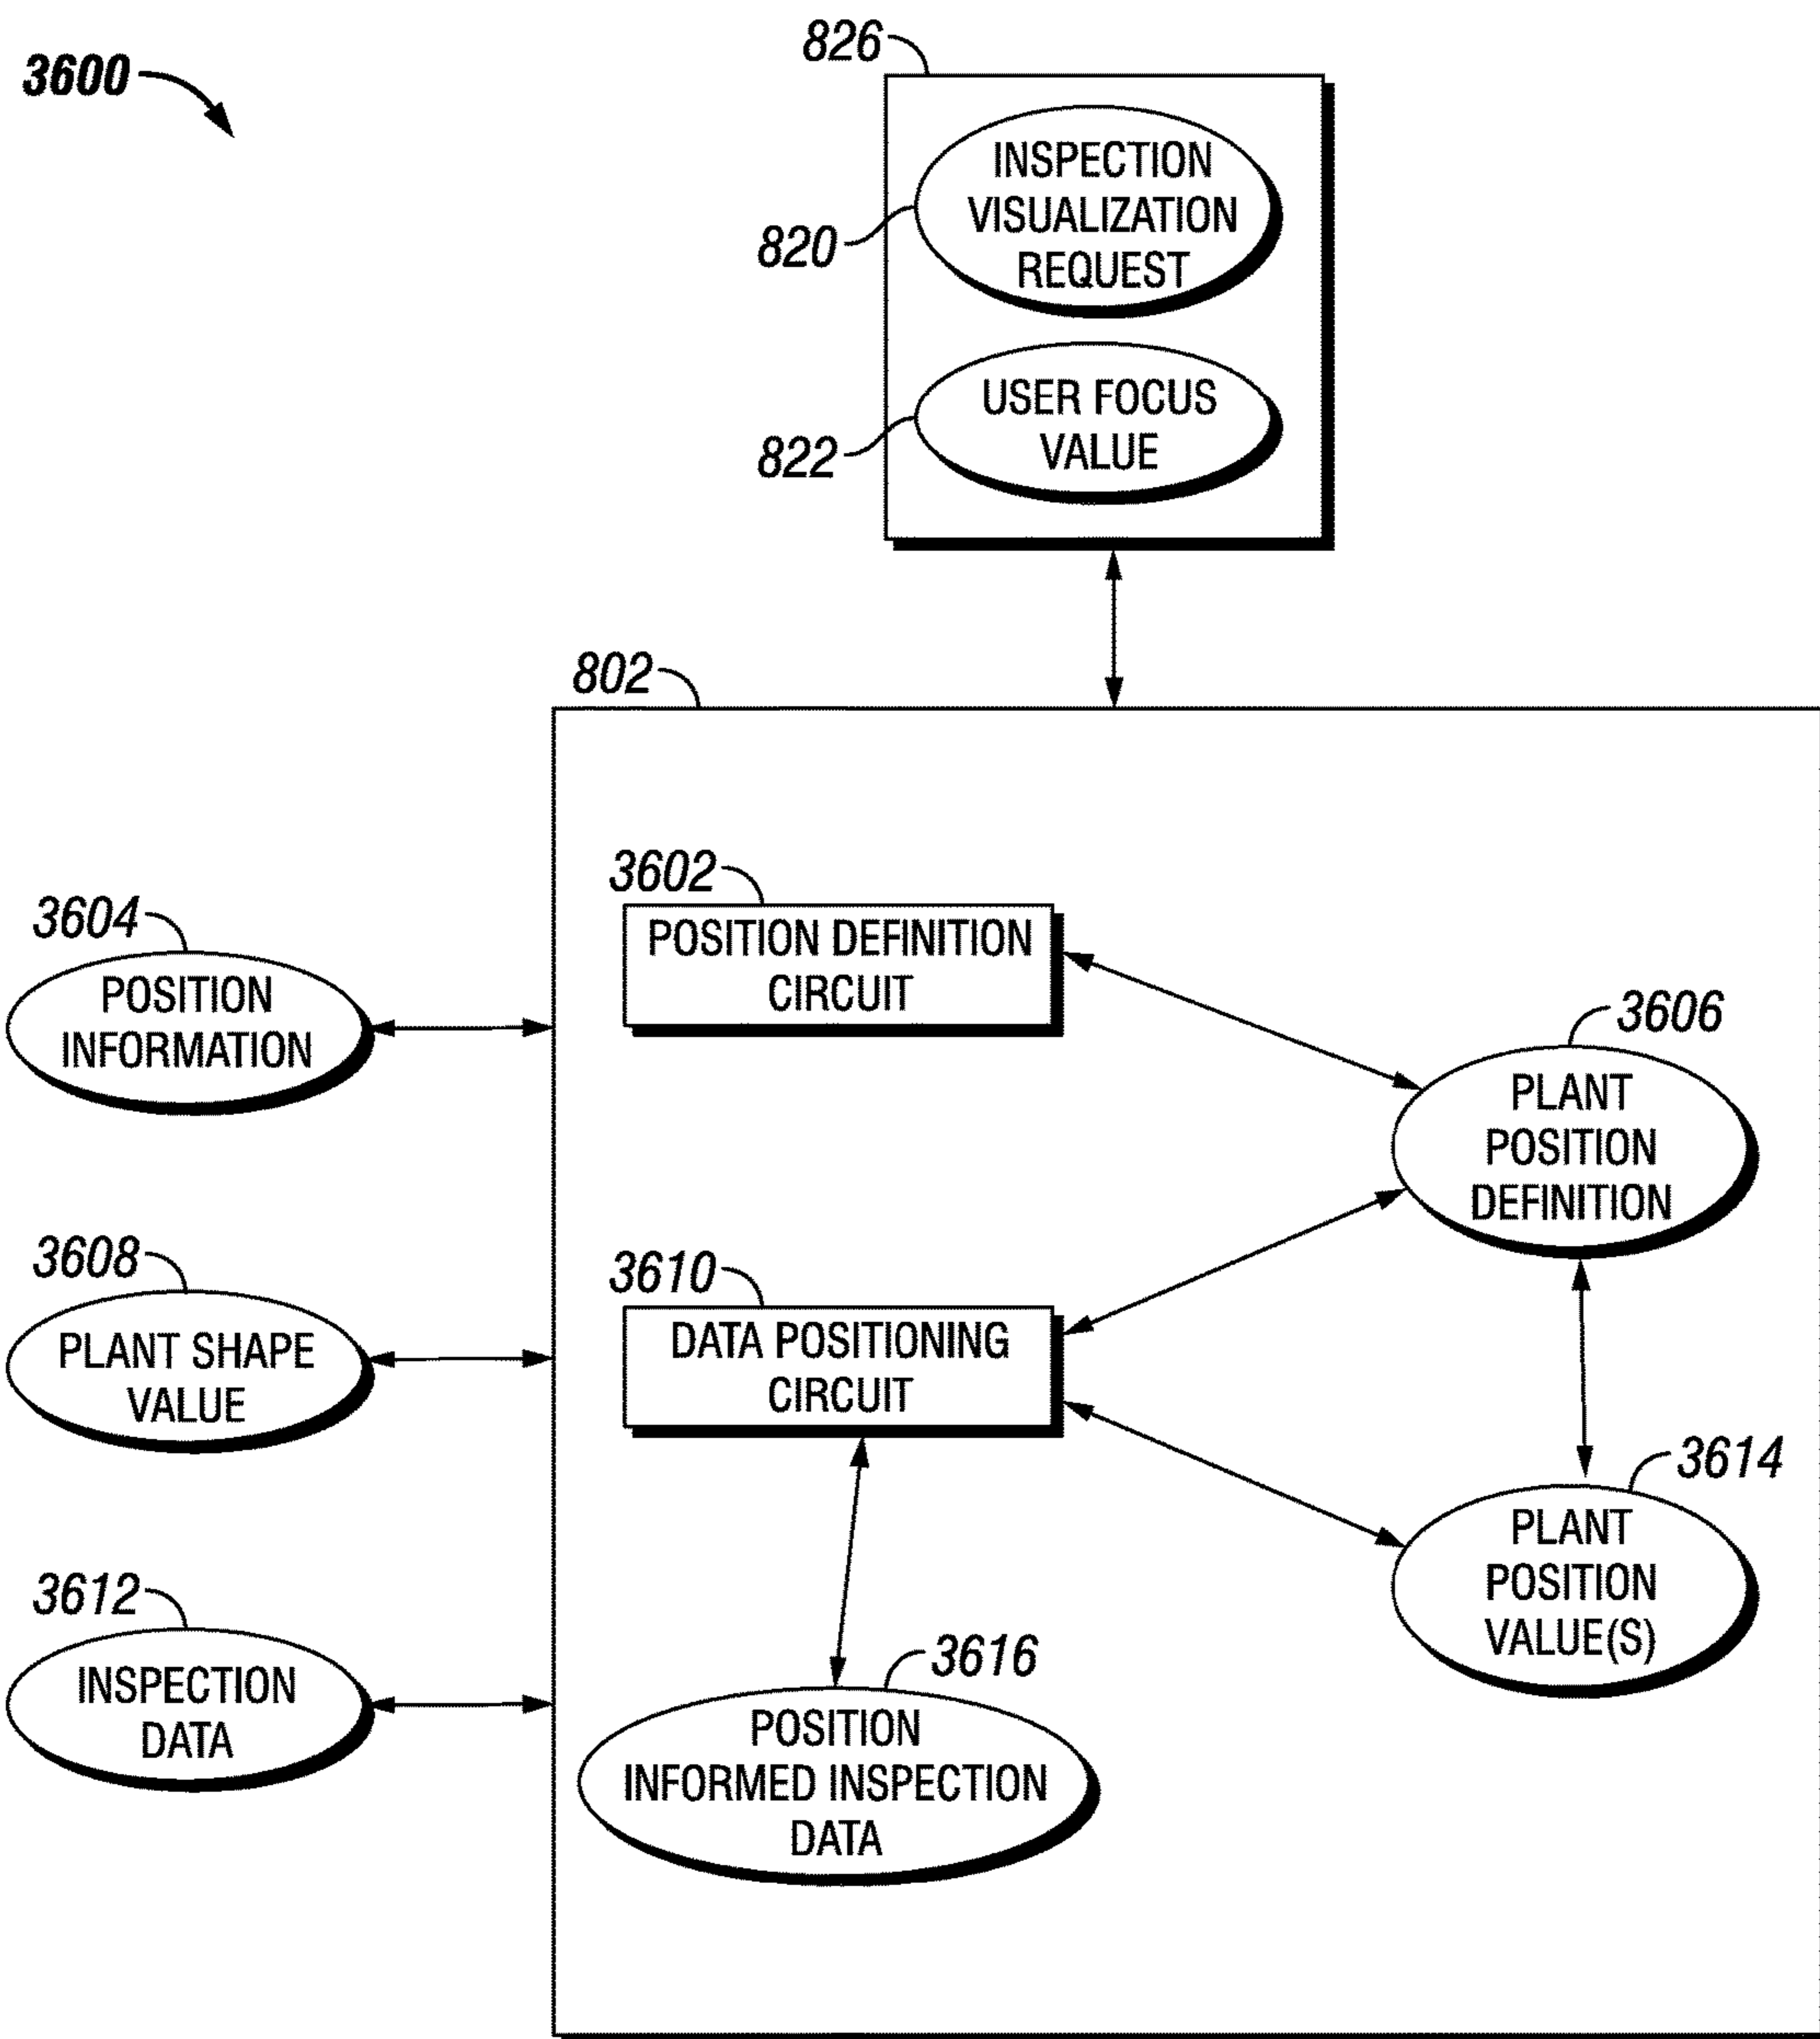 3600
826
INSPECTION
VISUALIZATION
REQUEST
820
USER FOCUS
VALUE
822
802
3602
POSITION DEFINITION
CIRCUIT
3604
POSITION
INFORMATION
3606
PLANT
POSITION
DEFINITION
3608
PLANT SHAPE
VALUE
3610
DATA POSITIONING
CIRCUIT
3614
PLANT
POSITION
VALUE(S)
3612
INSPECTION
DATA
3616
POSITION
INFORMED INSPECTION
DATA